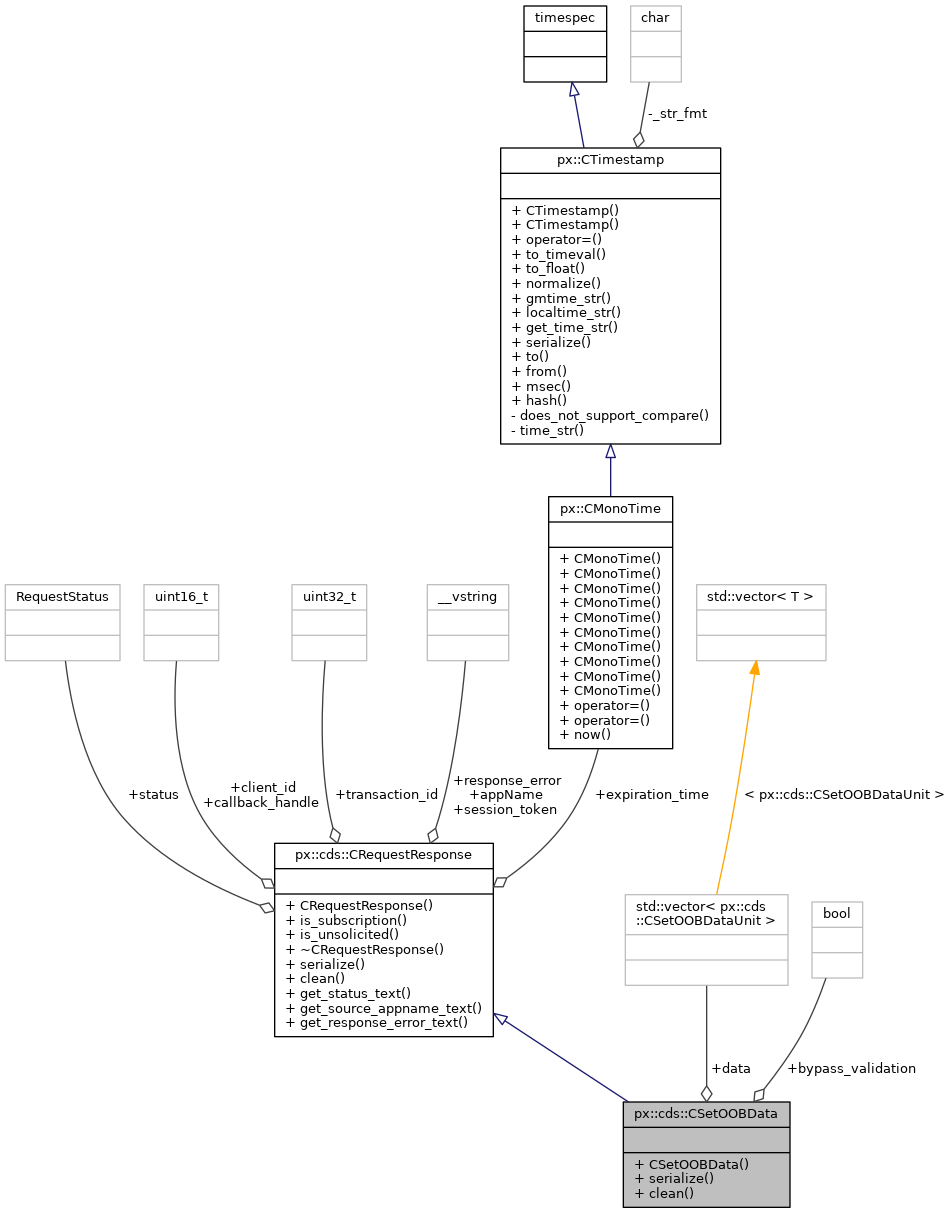 timespec
char
-_str_fmt
px::CTimestamp
+ CTimestamp()
+ CTimestamp()
+ operator=()
+ to_timeval()
+ to_float()
+ normalize()
+ gmtime_str()
+ localtime_str()
+ get_time_str()
+ serialize()
+ to()
+ from()
+ msec()
+ hash()
- does_not_support_compare()
- time_str()
px::CMonoTime
+ CMonoTime()
+ CMonoTime()
+ CMonoTime()
+ CMonoTime()
+ CMonoTime()
+ CMonoTime()
+ CMonoTime()
+ CMonoTime()
+ CMonoTime()
+ CMonoTime()
+ operator=()
+ operator=()
+ now()
RequestStatus
uint16_t
uint32_t
__vstring
std::vector< T >
+status
+client_id
+callback_handle
+transaction_id
+response_error
+appName
+session_token
+expiration_time
< px::cds::CSetOOBDataUnit >
px::cds::CRequestResponse
+ CRequestResponse()
+ is_subscription()
+ is_unsolicited()
+ ~CRequestResponse()
+ serialize()
+ clean()
+ get_status_text()
+ get_source_appname_text()
+ get_response_error_text()
std::vector< px::cds
::CSetOOBDataUnit >
bool
+data
+bypass_validation
px::cds::CSetOOBData
+ CSetOOBData()
+ serialize()
+ clean()